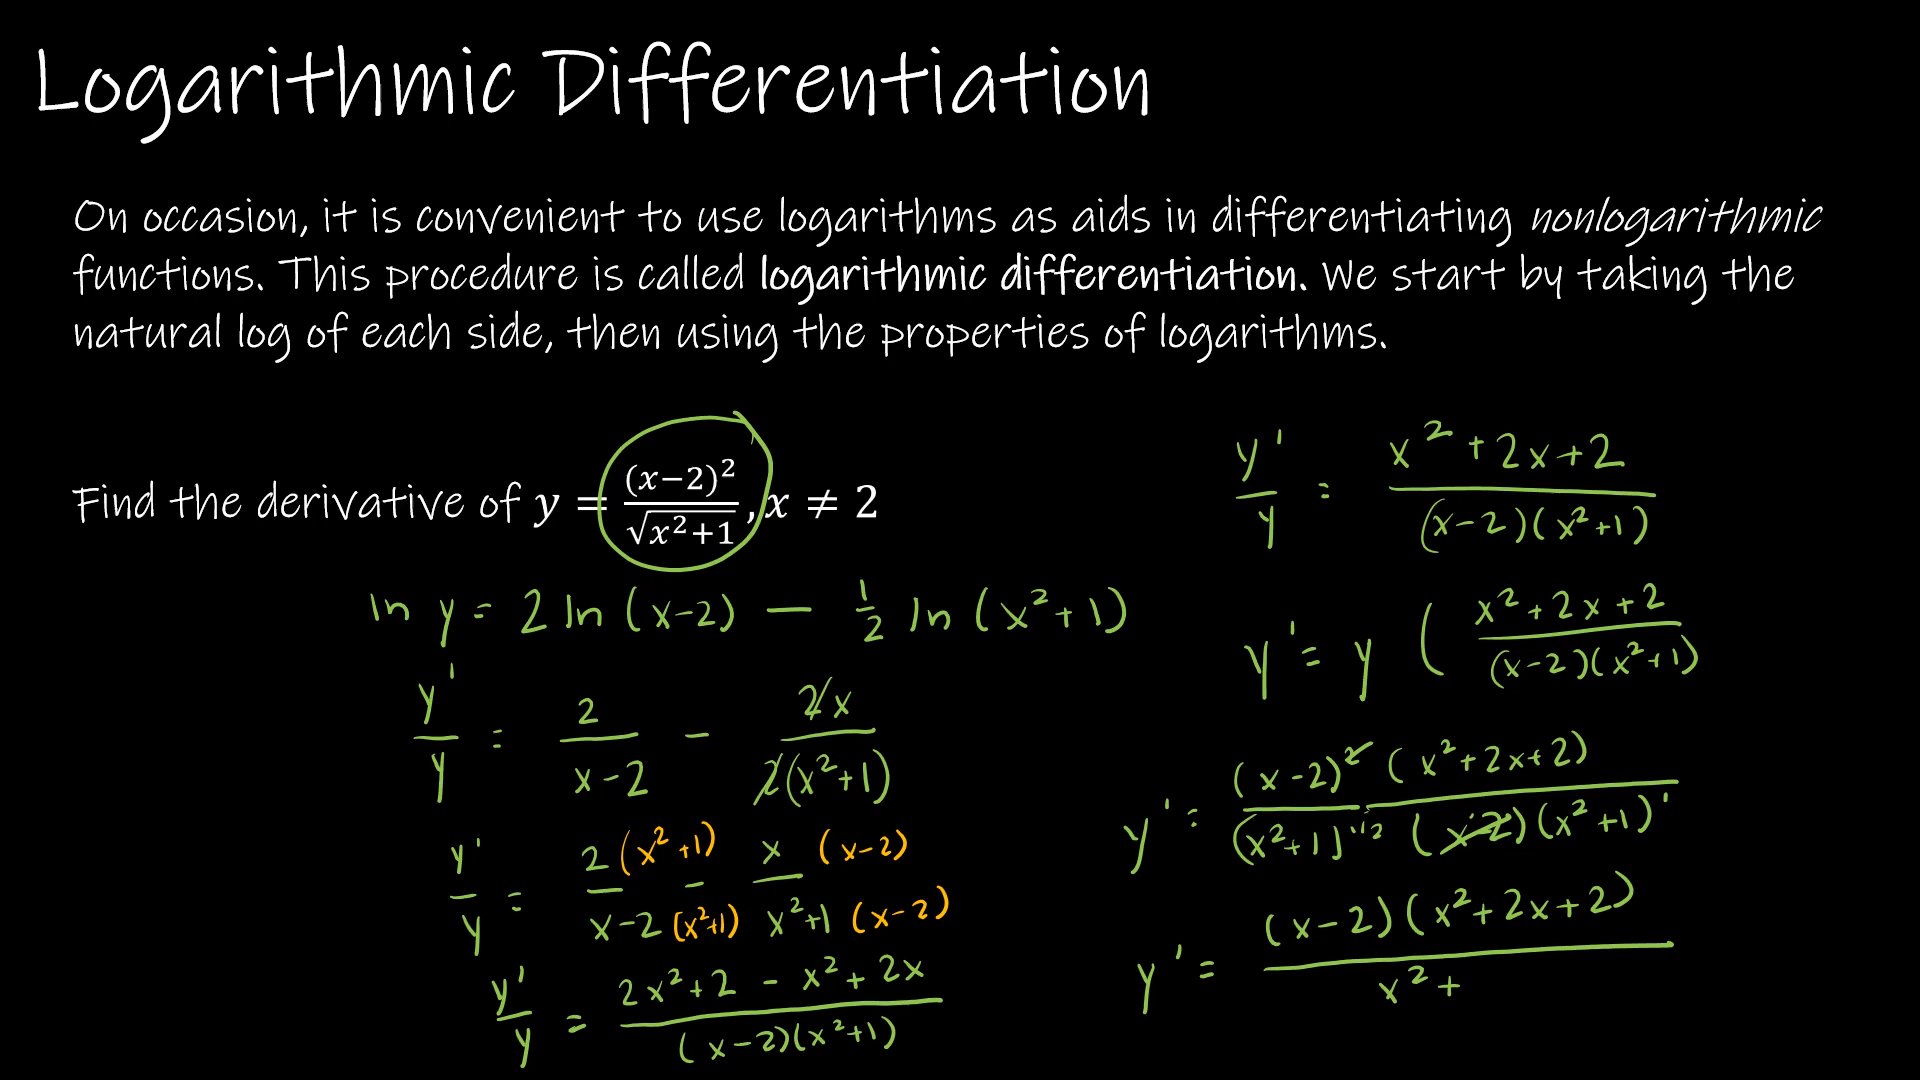 Logarithmic Differentiation
On occasion, it is convenient to use logarithms as aids in differentiating nonlogarithmic
functions. This procedure is called logarithmic differentiation. We start by taking the
natural log of each side, then using the properties of logarithms.
Find the derivative of y = (x−2)²/√(x²+1), x ≠ 2
ln y = 2 ln (x−2) − 1/2 ln (x²+1)
y'/y = 2/(x−2) − 2x/2(x²+1)
y'/y = 2(x²+1)/x−2(x²+1) − x(x−2)/x²+1(x−2)
y'/y = 2x²+2 − x²+2x/(x−2)(x²+1)
y'/y = x²+2x+2/(x−2)(x²+1)
y' = y ( x²+2x+2/(x−2)(x²+1)
y' = (x−2)²(x²+2x+2)/(x²+1)^1/2 (x−2)(x²+1)^1
y' = (x−2)(x²+2x+2)/x²+